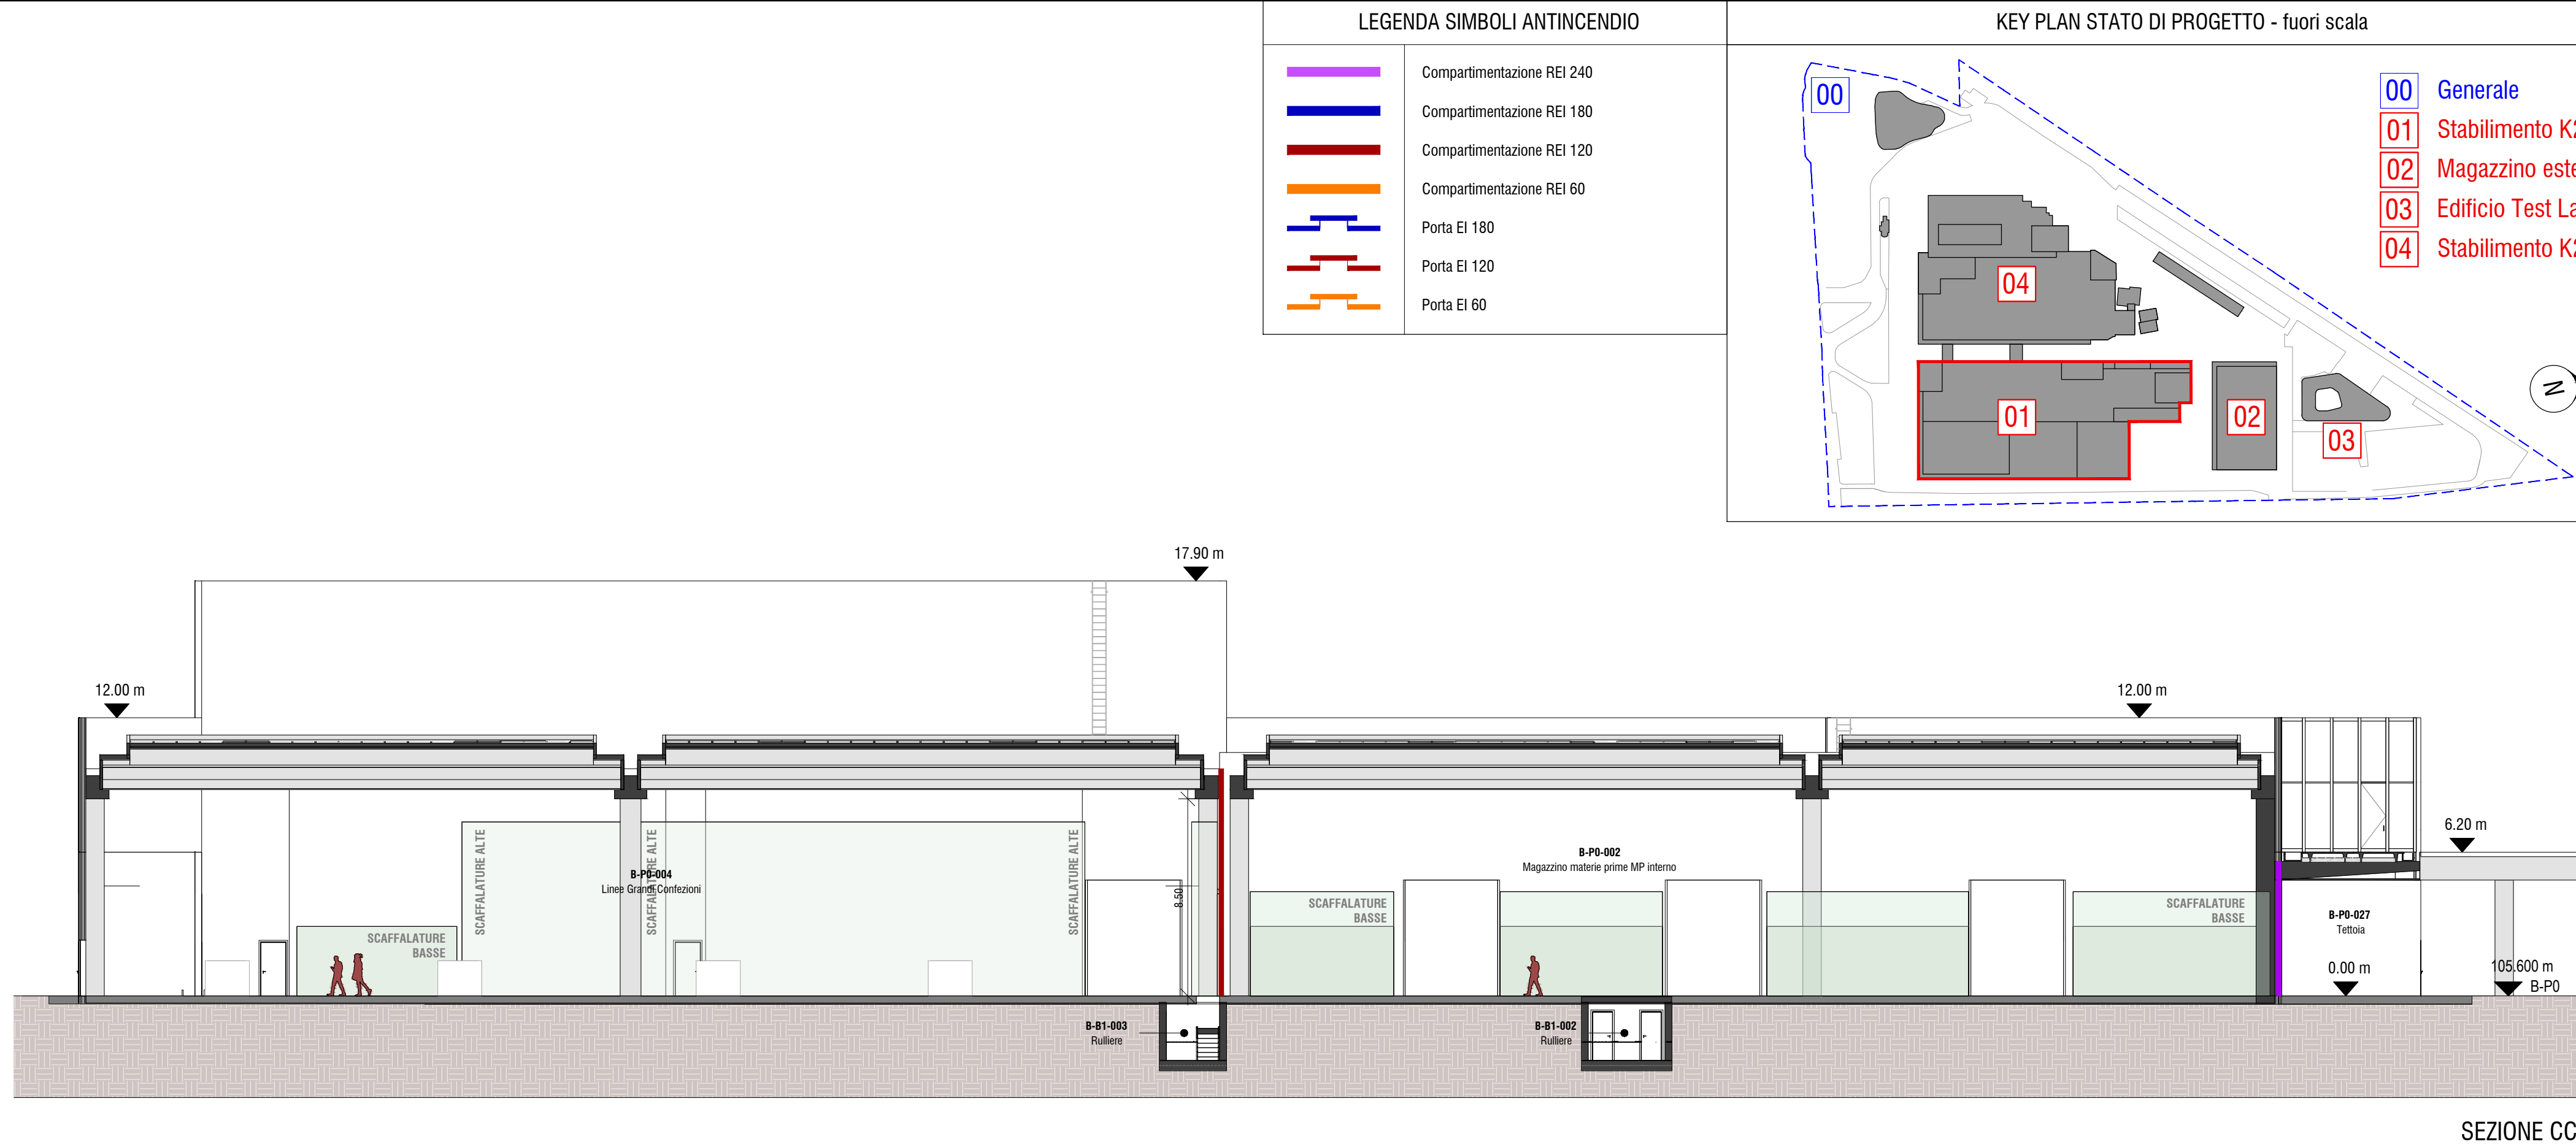 LEGENDA SIMBOLI ANTINCENDIO
Compartimentazione REI 240
Compartimentazione REI 180
Compartimentazione REI 120
Compartimentazione REI 60
Porta EI 180
Porta EI 120
Porta EI 60
KEY PLAN STATO DI PROGETTO - fuori scala
00
04
01
02
03
00 Generale
01 Stabilimento K2
02 Magazzino este
03 Edificio Test La
04 Stabilimento K2
N
17.90 m
12.00 m
12.00 m
6.20 m
SCAFFALATURE ALTE
SCAFFALATURE ALTE
SCAFFALATURE ALTE
B-P0-004
Linee Grandi Confezioni
8.50
SCAFFALATURE
BASSE
B-P0-002
Magazzino materie prime MP interno
SCAFFALATURE
BASSE
SCAFFALATURE
BASSE
B-P0-027
Tettoia
0.00 m
105.600 m
B-P0
B-B1-003
Rulliere
B-B1-002
Rulliere
SEZIONE CC